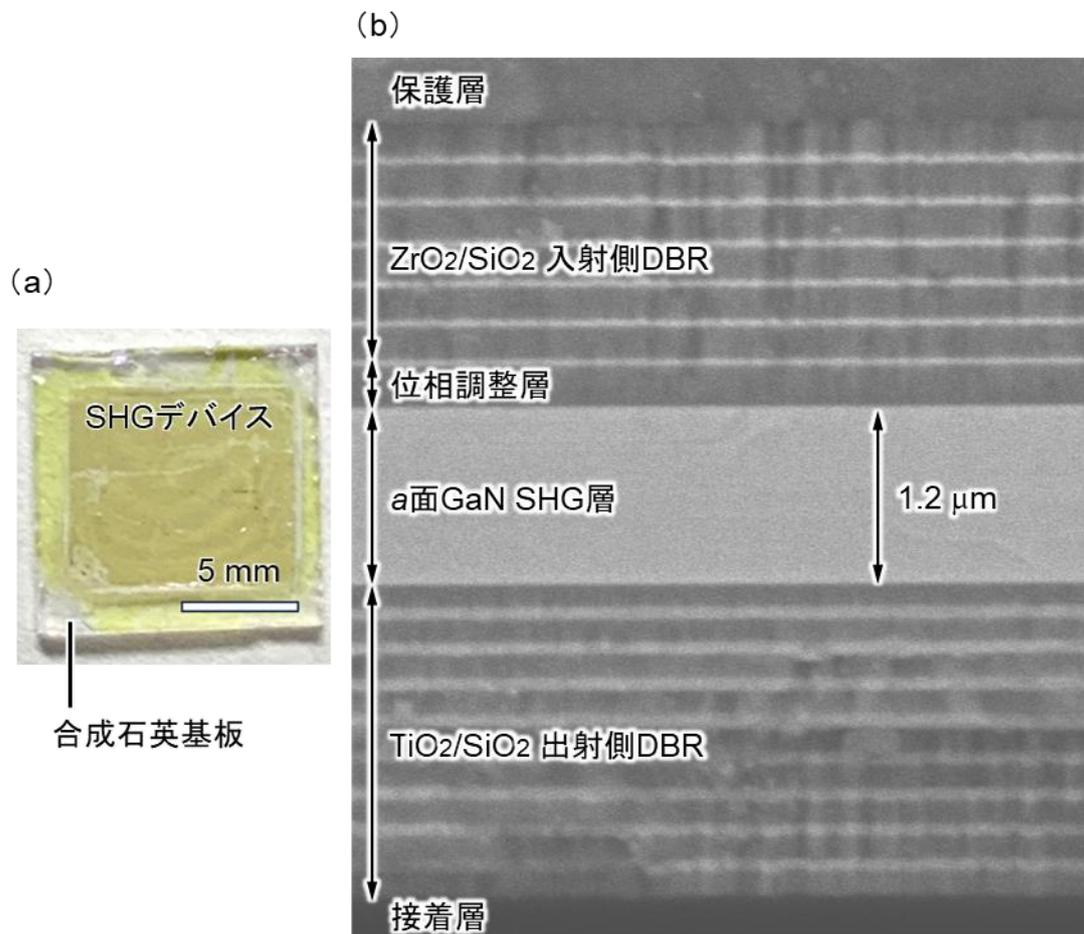 (b)
保護層
ZrO2/SiO2 入射側DBR
位相調整層
a面GaN SHG層
1.2 μm
TiO2/SiO2 出射側DBR
接着層
(a)
SHGデバイス
5 mm
合成石英基板